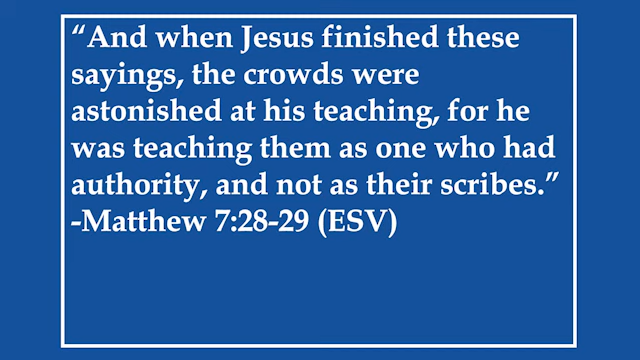 “And when Jesus finished these
sayings, the crowds were
astonished at his teaching, for he
was teaching them as one who had
authority, and not as their scribes.”
-Matthew 7:28-29 (ESV)